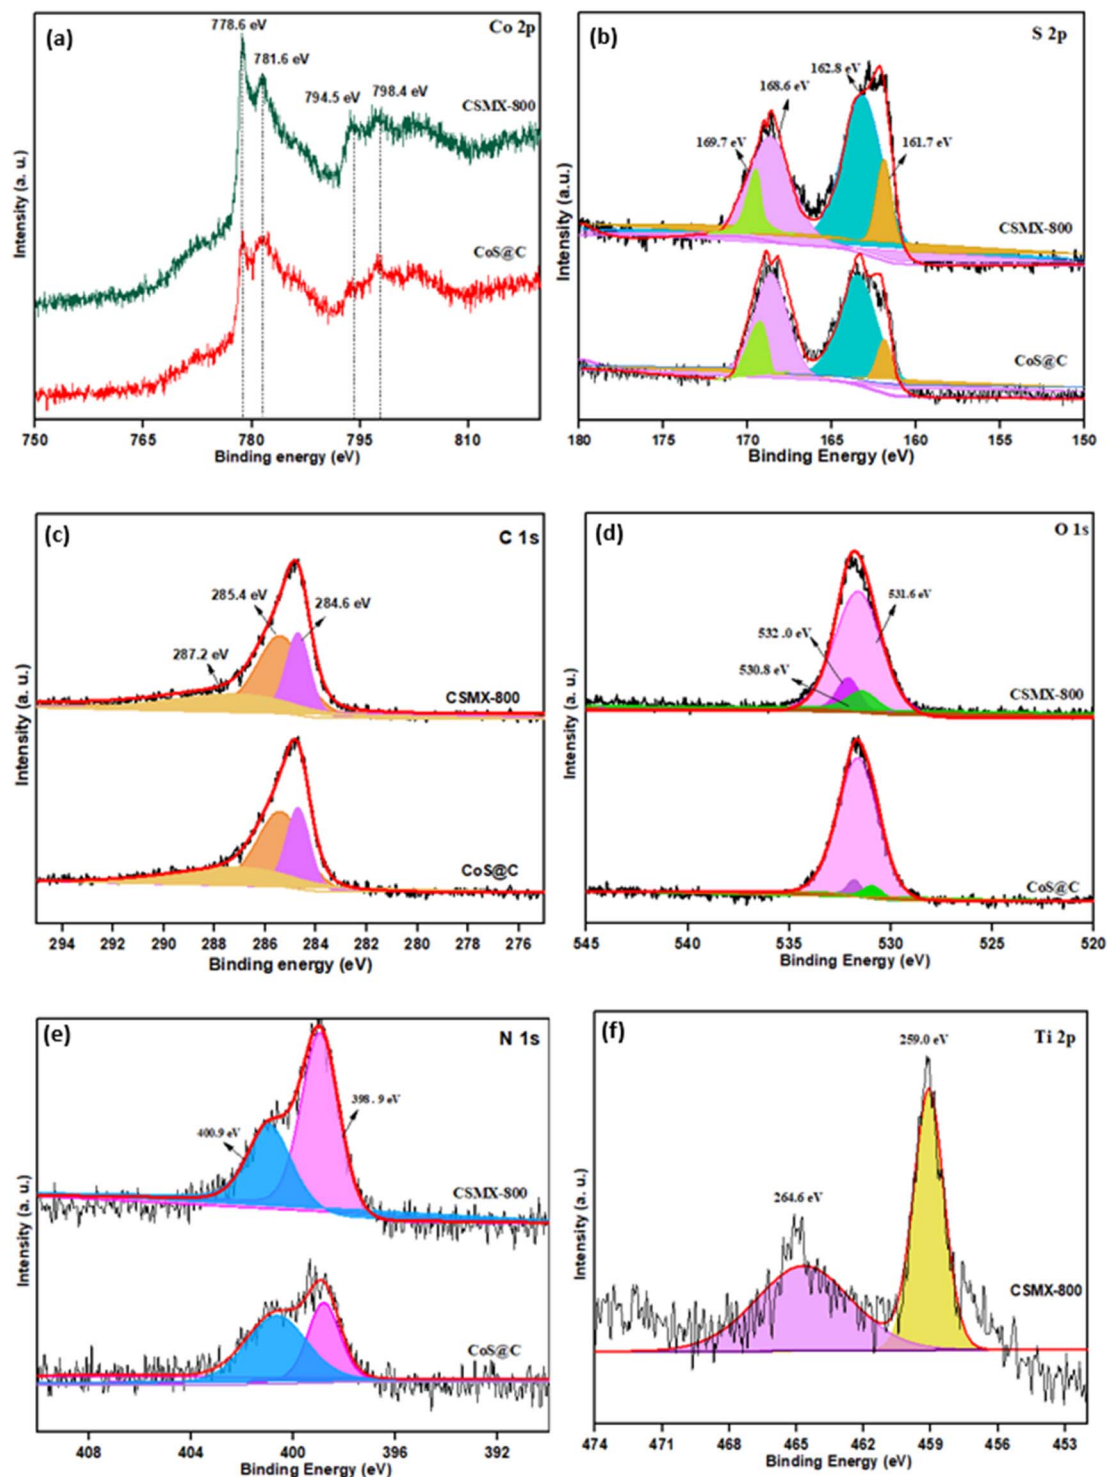 (a)
Co 2p
778.6 eV
781.6 eV
794.5 eV
798.4 eV
CSMX-800
CoS@C
Intensity (a. u.)
750 765 780 795 810
Binding energy (eV)
(b)
S 2p
162.8 eV
168.6 eV
169.7 eV
161.7 eV
CSMX-800
CoS@C
Intensity (a.u.)
180 175 170 165 160 155 150
Binding Energy (eV)
(c)
C 1s
285.4 eV
284.6 eV
287.2 eV
CSMX-800
CoS@C
Intensity (a. u.)
294 292 290 288 286 284 282 280 278 276
Binding energy (eV)
(d)
O 1s
531.6 eV
532 .0 eV
530.8 eV
CSMX-800
CoS@C
Intensity (a. u.)
545 540 535 530 525 520
Binding Energy (eV)
(e)
N 1s
398 . 9 eV
400.9 eV
CSMX-800
CoS@C
Intensity (a. u.)
408 404 400 396 392
Binding Energy (eV)
(f)
Ti 2p
259.0 eV
264.6 eV
CSMX-800
Intensity (a. u.)
474 471 468 465 462 459 456 453
Binding Energy (eV)